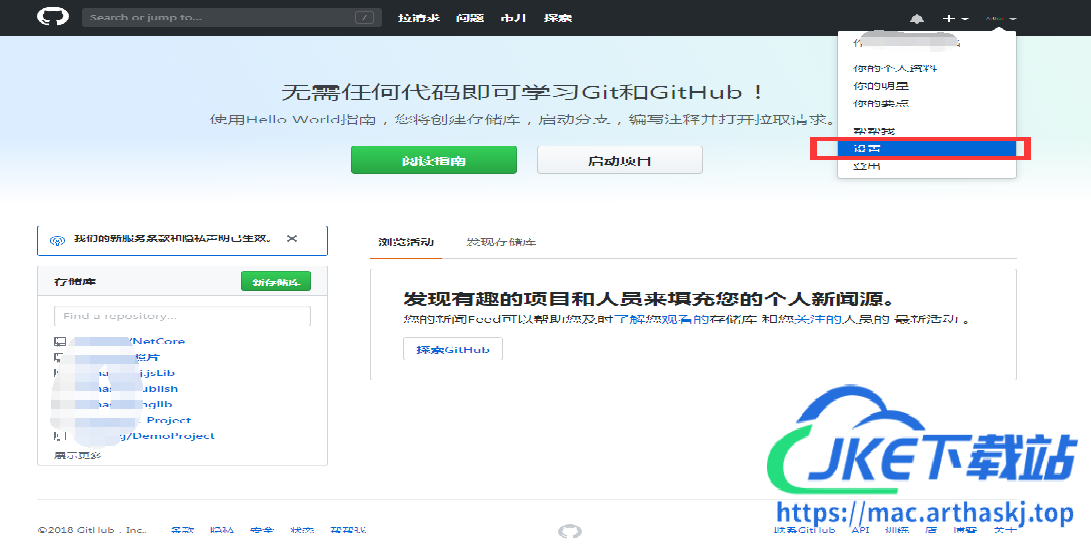 Search or jump to... /
拉请求 问题 市场 探索
你的个人资料
你的明星
你的要点
帮帮我
设置
登出
无需任何代码即可学习Git和GitHub！
使用Hello World指南，您将创建存储库，启动分支，编写注释并打开拉取请求。
阅读指南 启动项目
我们的新服务条款和隐私声明已生效。
存储库 新存储库
Find a repository...
/NetCore
照片
j.jsLib
ublish
nglib
Project
g/DemoProject
展示更多
浏览活动 发现存储库
发现有趣的项目和人员来填充您的个人新闻源。
您的新闻Feed可以帮助您及时了解您观看的存储库 和您关注的人员的 最新活动 。
探索GitHub
JKE下载站
https://mac.arthaskj.top
©2018 GitHub，Inc。 条款 隐私 安全 状态 帮帮我 联系GitHub API 训练 店 博客 关于